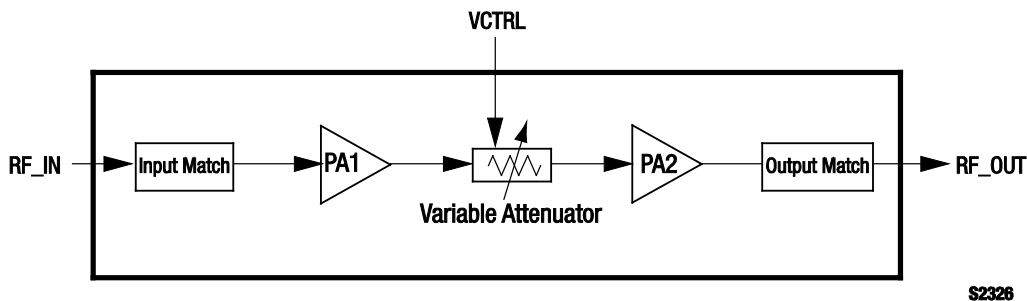 VCTRL
RF_IN
Input Match
PA1
PA2
Output Match
RF_OUT
Variable Attenuator
S2326